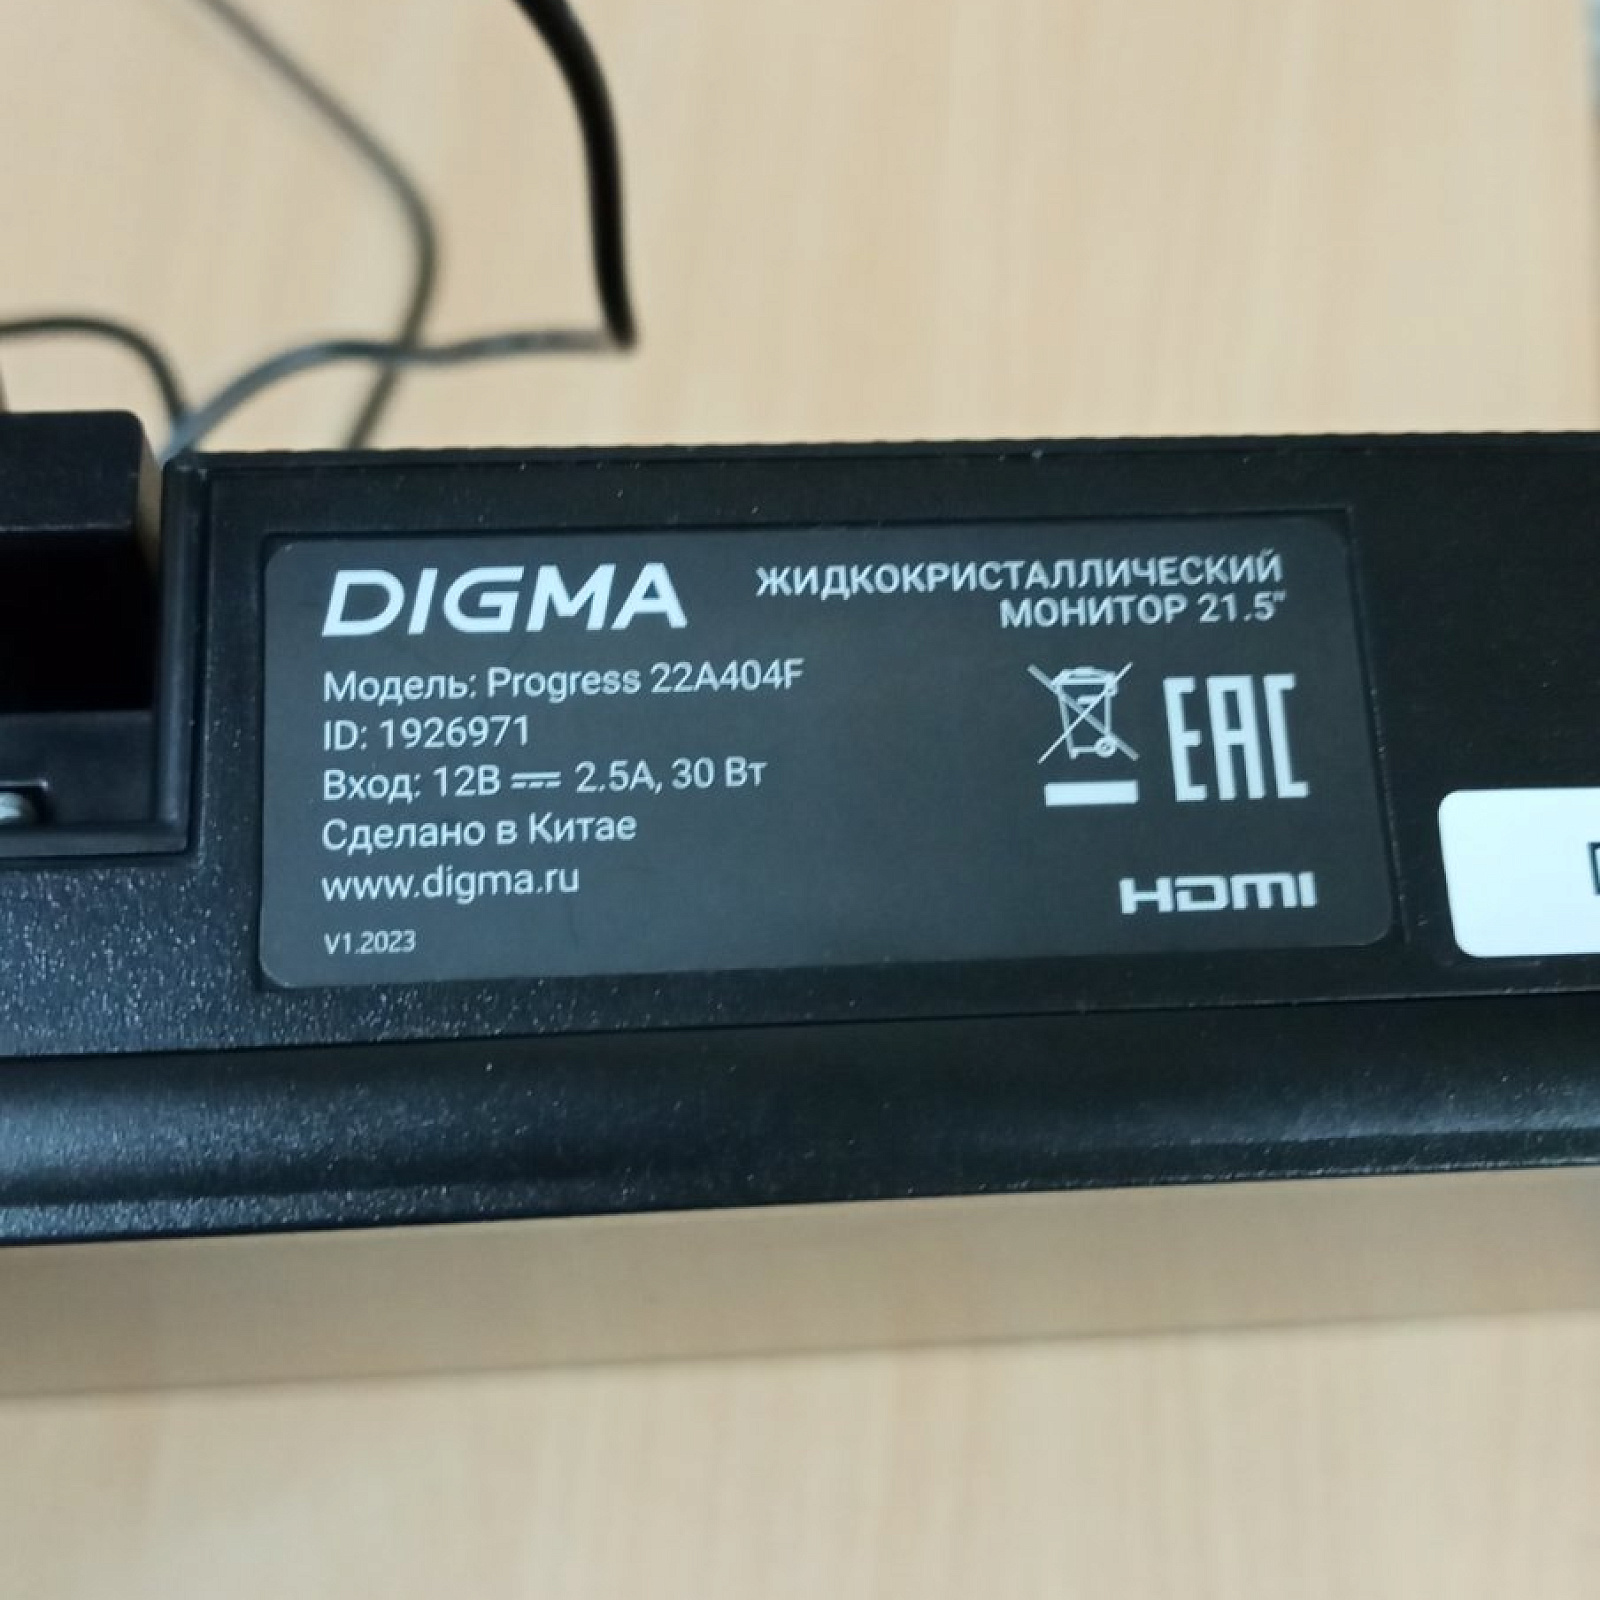 DIGMA
ЖИДКОКРИСТАЛЛИЧЕСКИЙ
МОНИТОР 21.5"
Модель: Progress 22A404F
ID: 1926971
Вход: 12В ⎓ 2.5А, 30 Вт
Сделано в Китае
www.digma.ru
V1.2023
EAC
HDMI